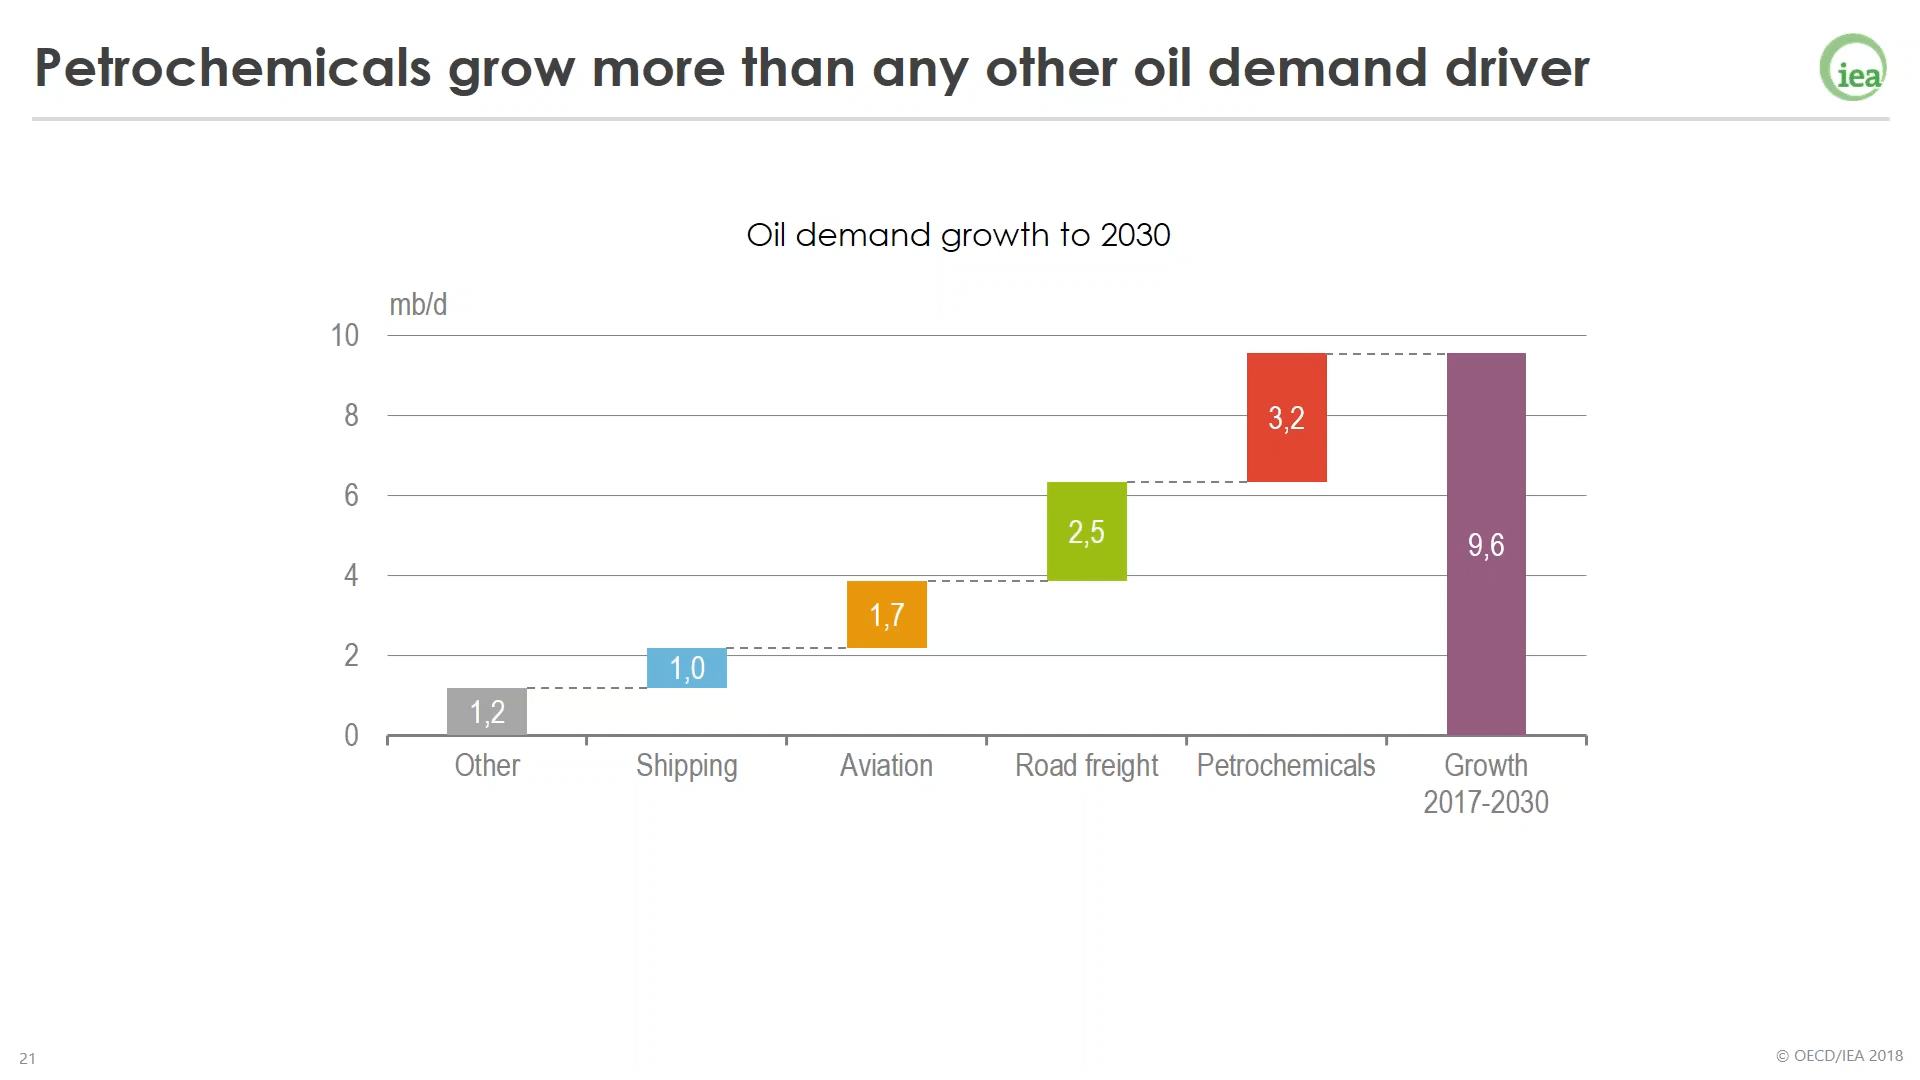 Petrochemicals grow more than any other oil demand driver
iea
Oil demand growth to 2030
mb/d
10
8
6
4
2
0
1,2
1,0
1,7
2,5
3,2
9,6
Other
Shipping
Aviation
Road freight
Petrochemicals
Growth
2017-2030
21
© OECD/IEA 2018